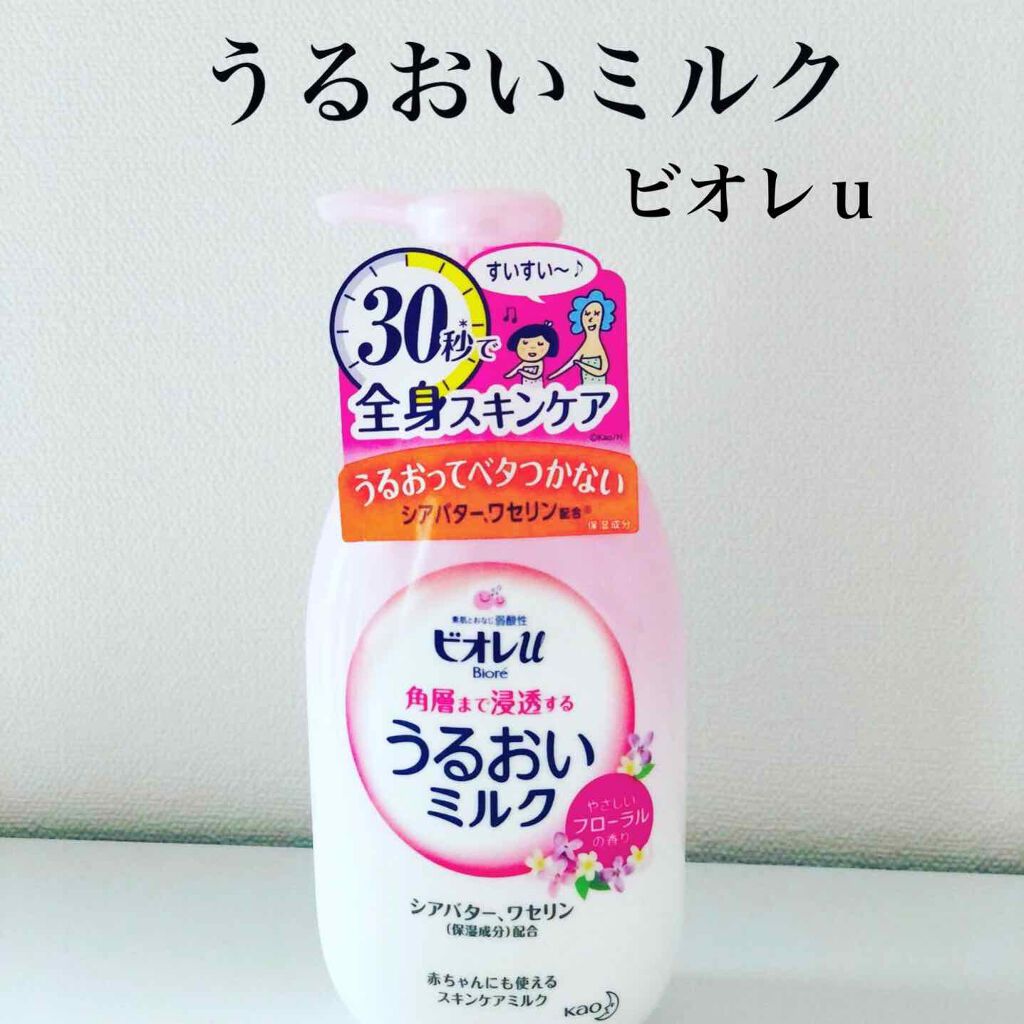 うるおいミルク
ビオレu
すいすい〜♪
30秒*で
全身スキンケア
©Kao/H
うるおってベタつかない
シアバター、ワセリン配合※
保湿成分
素肌とおなじ弱酸性
ビオレu
Bioré
角層まで浸透する
うるおい
ミルク
やさしい
フローラル
の香り
シアバター、ワセリン
(保湿成分)配合
赤ちゃんにも使える
スキンケアミルク
Kao